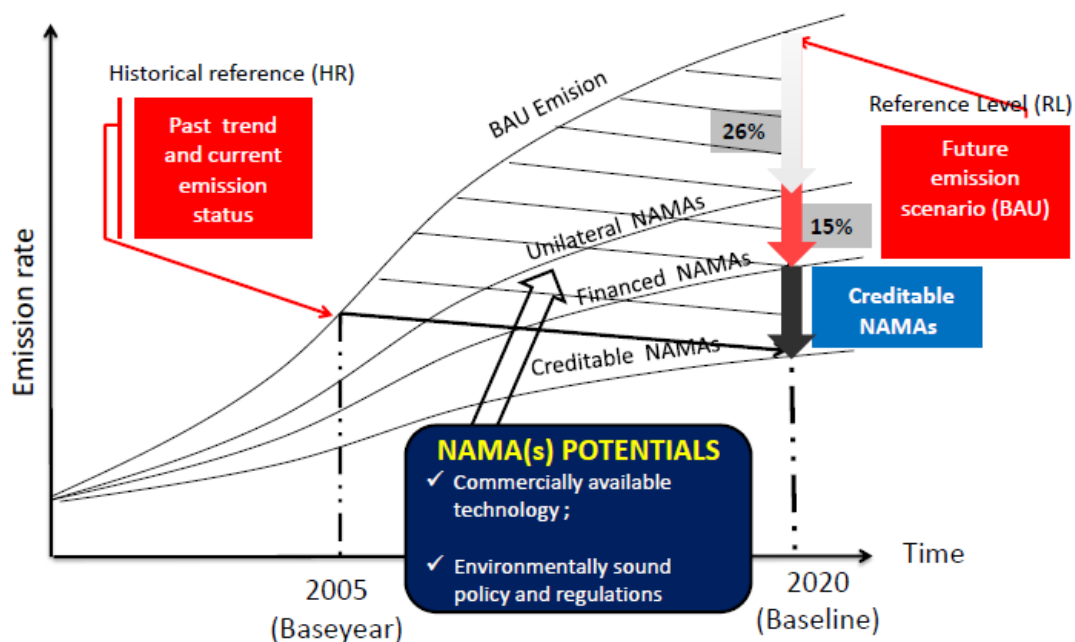 Historical reference (HR)
Past trend
and current
emission
status
BAU Emision
26%
Reference Level (RL)
Future
emission
scenario (BAU)
Unilateral NAMAs
15%
Financed NAMAs
Creditable
NAMAs
Creditable NAMAs
Emission rate
NAMA(s) POTENTIALS
✓ Commercially available
technology ;
✓ Environmentally sound
policy and regulations
Time
2005
(Baseyear)
2020
(Baseline)